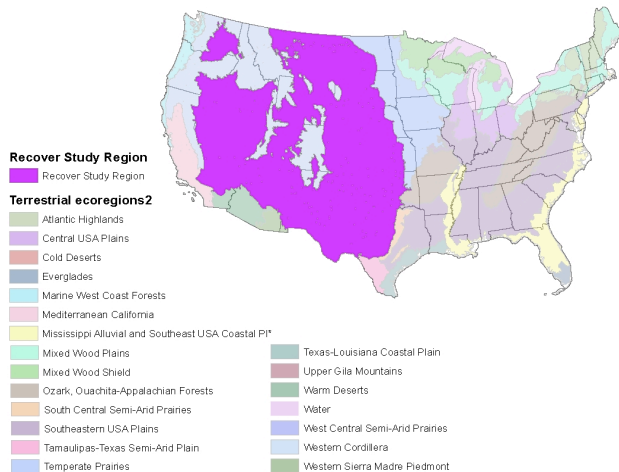 Recover Study Region
Recover Study Region
Terrestrial ecoregions2
Atlantic Highlands
Central USA Plains
Cold Deserts
Everglades
Marine West Coast Forests
Mediterranean California
Mississippi Alluvial and Southeast USA Coastal Pl*
Mixed Wood Plains
Mixed Wood Shield
Ozark, Ouachita-Appalachian Forests
South Central Semi-Arid Prairies
Southeastern USA Plains
Tamaulipas-Texas Semi-Arid Plain
Temperate Prairies
Texas-Louisiana Coastal Plain
Upper Gila Mountains
Warm Deserts
Water
West Central Semi-Arid Prairies
Western Cordillera
Western Sierra Madre Piedmont